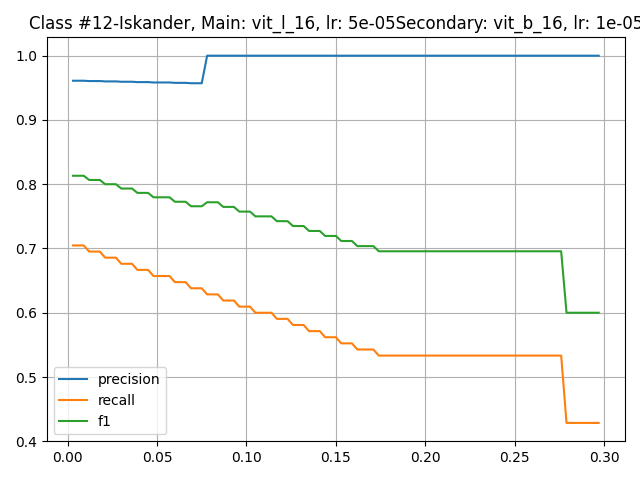 Class #12-Iskander, Main: vit_l_16, lr: 5e-05Secondary: vit_b_16, lr: 1e-05
1.0
0.9
0.8
0.7
0.6
0.5
0.4
precision
recall
f1
0.00 0.05 0.10 0.15 0.20 0.25 0.30